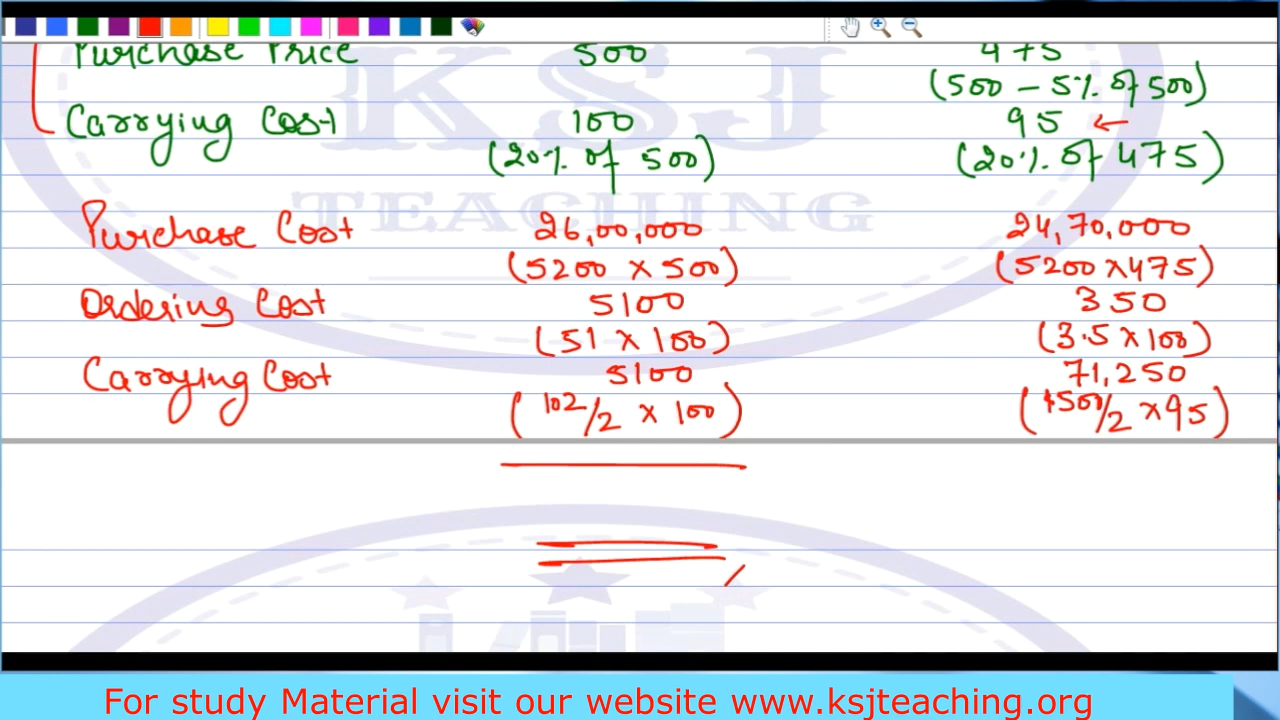 KSJ
TEACHING
Purchase Price 500 475
(500 - 5% of 500)
Carrying Cost 100 95 ←
(20% of 500) (20% of 475)
Purchase Cost 26,00,000 24,70,000
(5200 x 500) (5200 x 475)
Ordering Cost 5100 350
(51 x 100) (3.5 x 100)
Carrying Cost 5100 71,250
(102/2 x 100) (1500/2 x 95)
For study Material visit our website www.ksjteaching.org